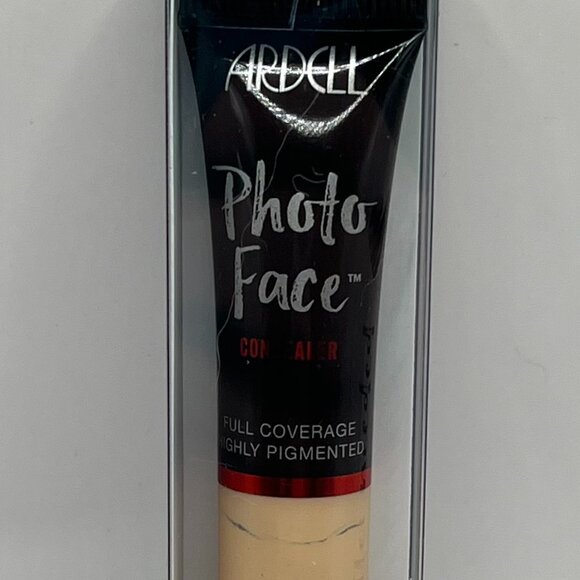 ARDELL
Photo
Face™
CONCEALER
FULL COVERAGE
HIGHLY PIGMENTED